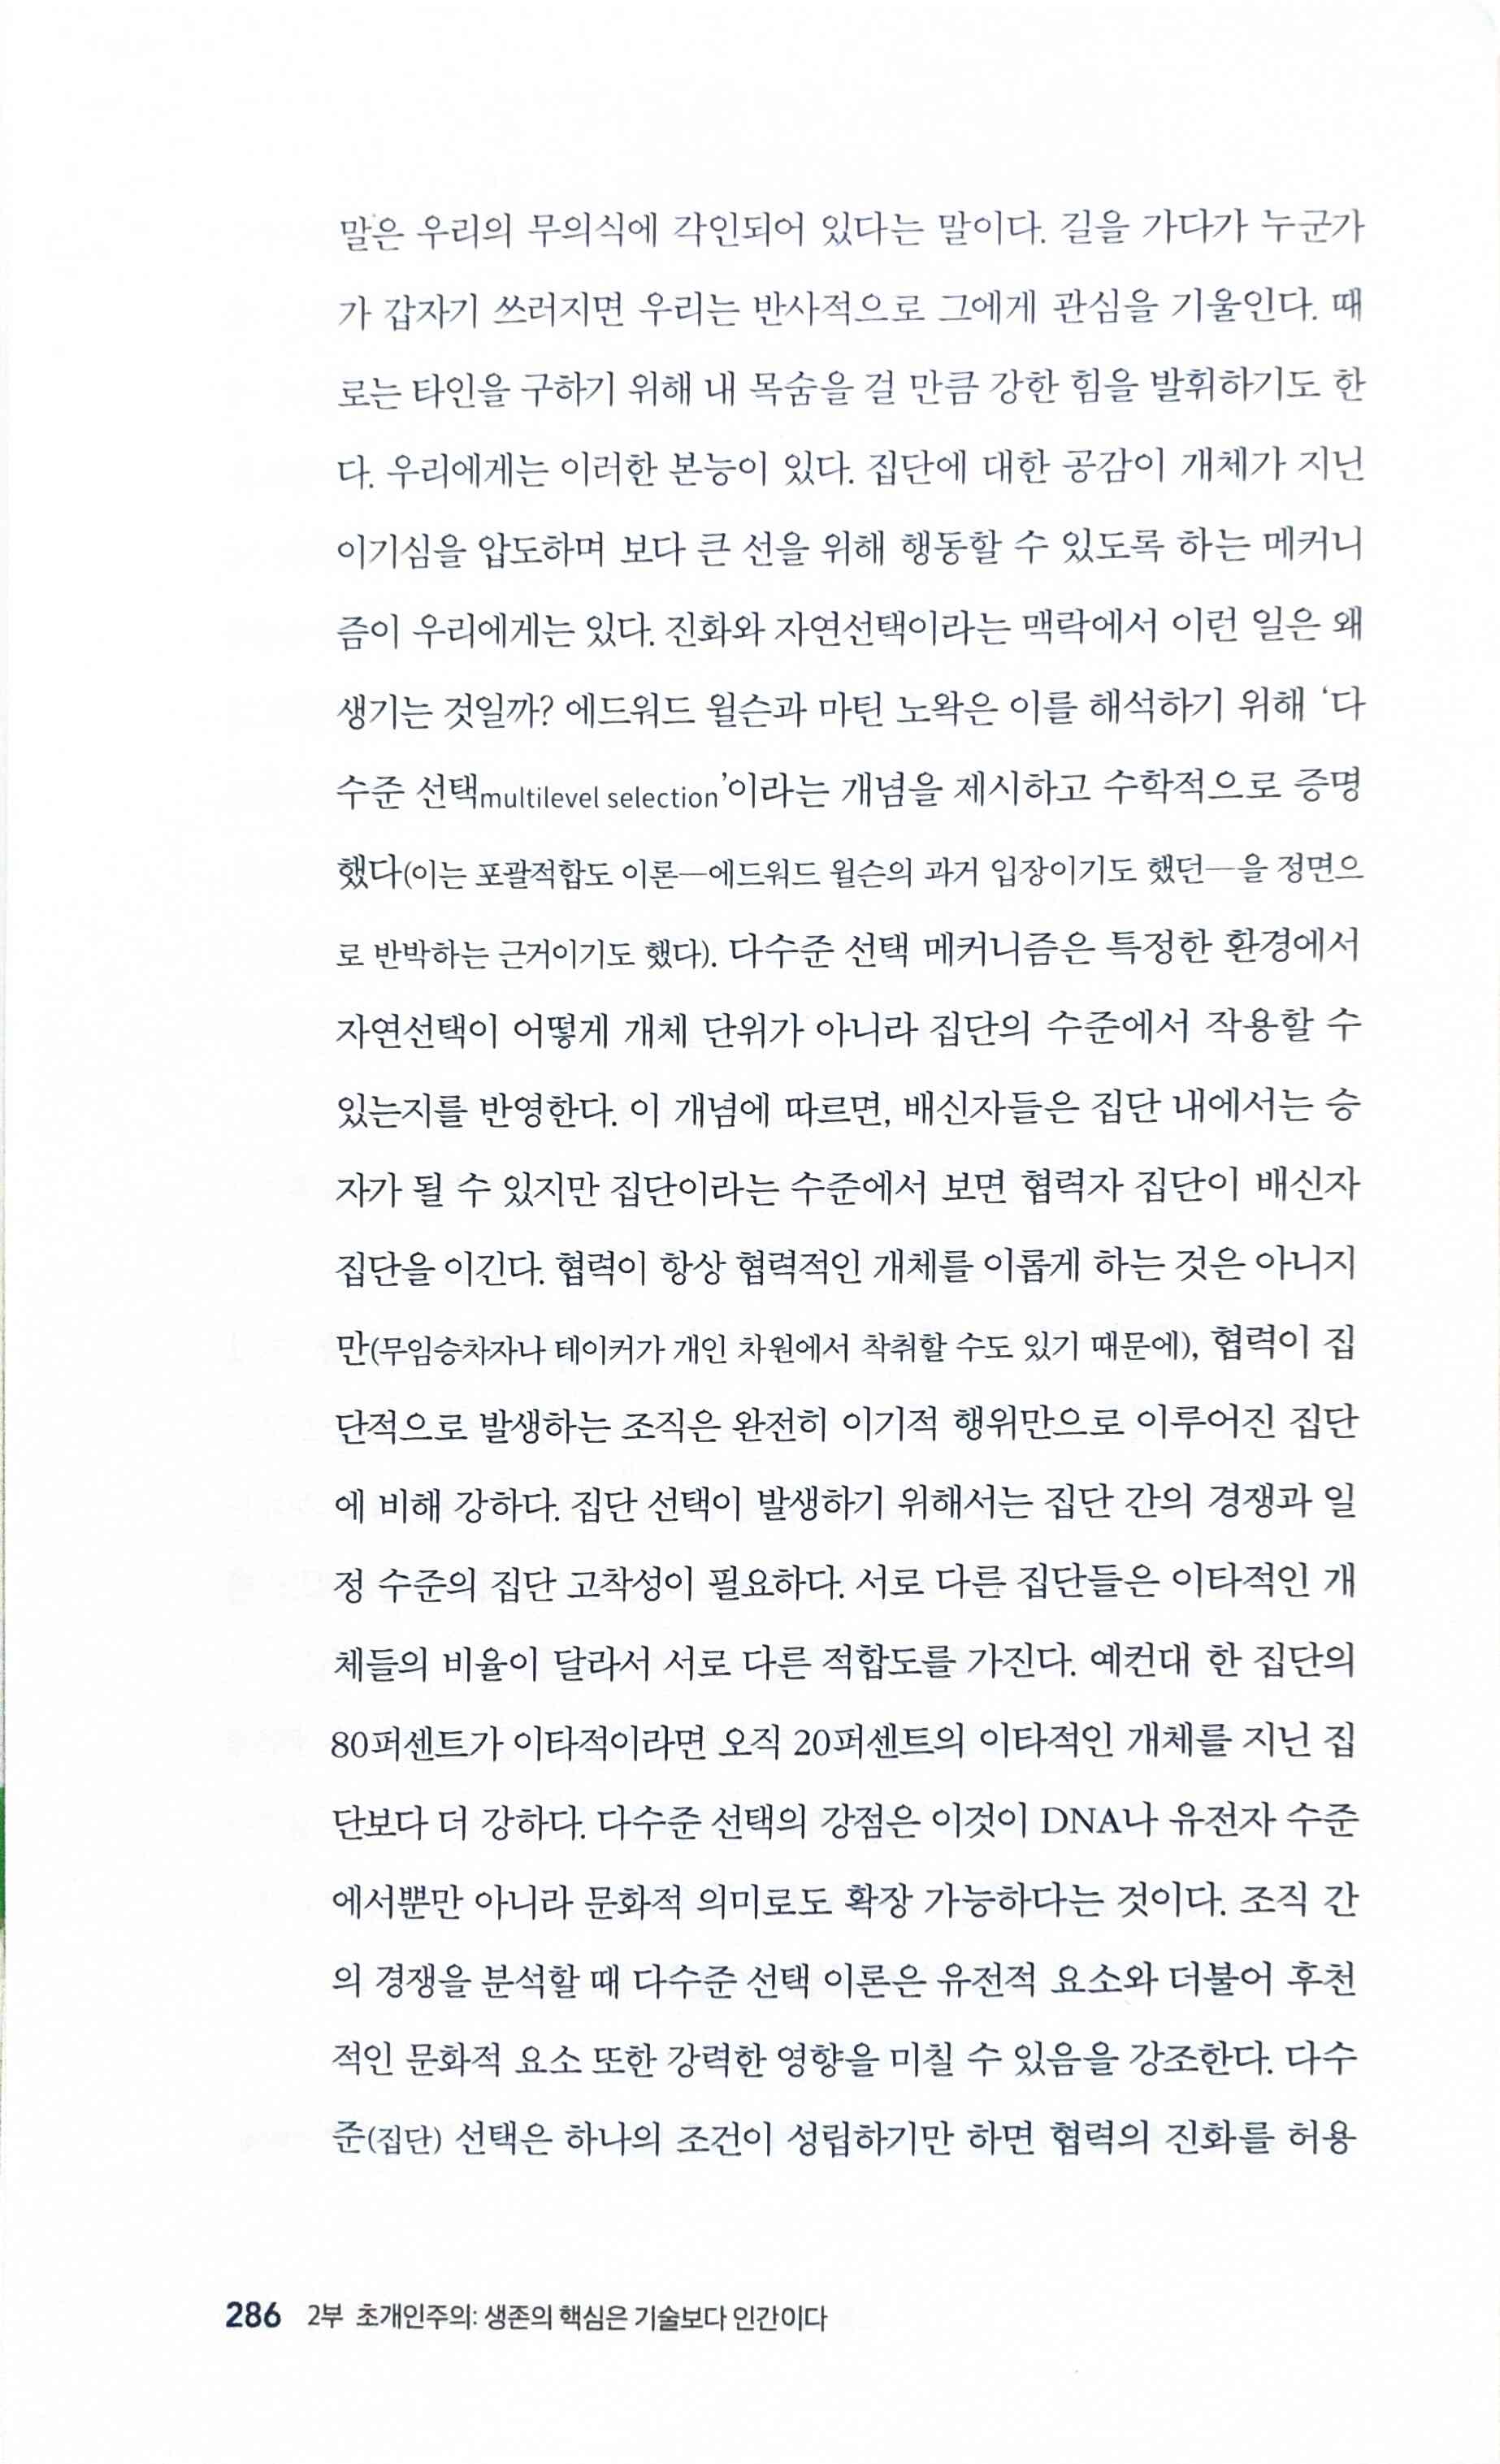 말은 우리의 무의식에 각인되어 있다는 말이다. 길을 가다가 누군가
가 갑자기 쓰러지면 우리는 반사적으로 그에게 관심을 기울인다. 때
로는 타인을 구하기 위해 내 목숨을 걸 만큼 강한 힘을 발휘하기도 한
다. 우리에게는 이러한 본능이 있다. 집단에 대한 공감이 개체가 지닌
이기심을 압도하며 보다 큰 선을 위해 행동할 수 있도록 하는 메커니
즘이 우리에게는 있다. 진화와 자연선택이라는 맥락에서 이런 일은 왜
생기는 것일까? 에드워드 윌슨과 마틴 노왁은 이를 해석하기 위해 ‘다
수준 선택multilevel selection’이라는 개념을 제시하고 수학적으로 증명
했다(이는 포괄적합도 이론—에드워드 윌슨의 과거 입장이기도 했던—을 정면으
로 반박하는 근거이기도 했다). 다수준 선택 메커니즘은 특정한 환경에서
자연선택이 어떻게 개체 단위가 아니라 집단의 수준에서 작용할 수
있는지를 반영한다. 이 개념에 따르면, 배신자들은 집단 내에서는 승
자가 될 수 있지만 집단이라는 수준에서 보면 협력자 집단이 배신자
집단을 이긴다. 협력이 항상 협력적인 개체를 이롭게 하는 것은 아니지
만(무임승차자나 테이커가 개인 차원에서 착취할 수도 있기 때문에), 협력이 집
단적으로 발생하는 조직은 완전히 이기적 행위만으로 이루어진 집단
에 비해 강하다. 집단 선택이 발생하기 위해서는 집단 간의 경쟁과 일
정 수준의 집단 고착성이 필요하다. 서로 다른 집단들은 이타적인 개
체들의 비율이 달라서 서로 다른 적합도를 가진다. 예컨대 한 집단의
80퍼센트가 이타적이라면 오직 20퍼센트의 이타적인 개체를 지닌 집
단보다 더 강하다. 다수준 선택의 강점은 이것이 DNA나 유전자 수준
에서뿐만 아니라 문화적 의미로도 확장 가능하다는 것이다. 조직 간
의 경쟁을 분석할 때 다수준 선택 이론은 유전적 요소와 더불어 후천
적인 문화적 요소 또한 강력한 영향을 미칠 수 있음을 강조한다. 다수
준(집단) 선택은 하나의 조건이 성립하기만 하면 협력의 진화를 허용
286 2부 초개인주의: 생존의 핵심은 기술보다 인간이다